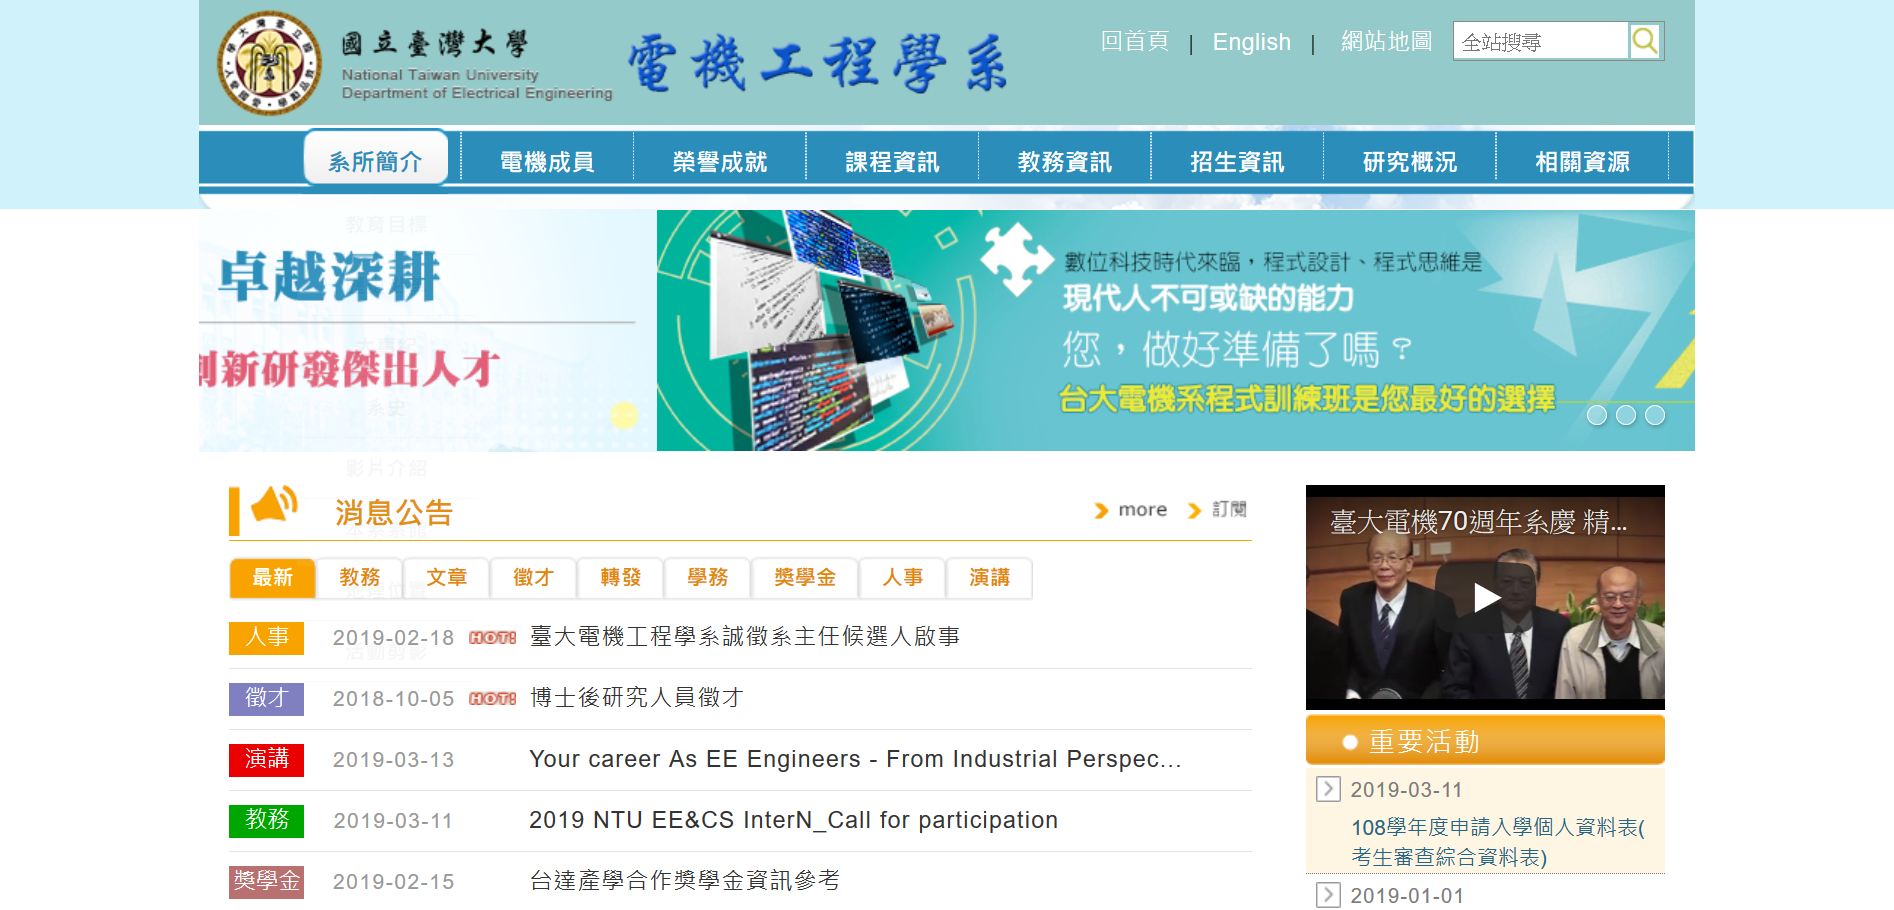 國立臺灣大學
National Taiwan University
Department of Electrical Engineering
電機工程學系
回首頁 | English | 網站地圖
全站搜尋
系所簡介 電機成員 榮譽成就 課程資訊 教務資訊 招生資訊 研究概況 相關資源
教育目標
卓越深耕
大事紀
創新研發傑出人才
系史
影片介紹
地理位置
活動剪影
數位科技時代來臨，程式設計、程式思維是
現代人不可或缺的能力
您，做好準備了嗎？
台大電機系程式訓練班是您最好的選擇
消息公告
more 訂閱
最新 教務 文章 徵才 轉發 學務 獎學金 人事 演講
人事 2019-02-18 HOT! 臺大電機工程學系誠徵系主任候選人啟事
徵才 2018-10-05 HOT! 博士後研究人員徵才
演講 2019-03-13 Your career As EE Engineers - From Industrial Perspec...
教務 2019-03-11 2019 NTU EE&CS InterN_Call for participation
獎學金 2019-02-15 台達產學合作獎學金資訊參考
臺大電機70週年系慶 精...
重要活動
2019-03-11
108學年度申請入學個人資料表(
考生審查綜合資料表)
2019-01-01